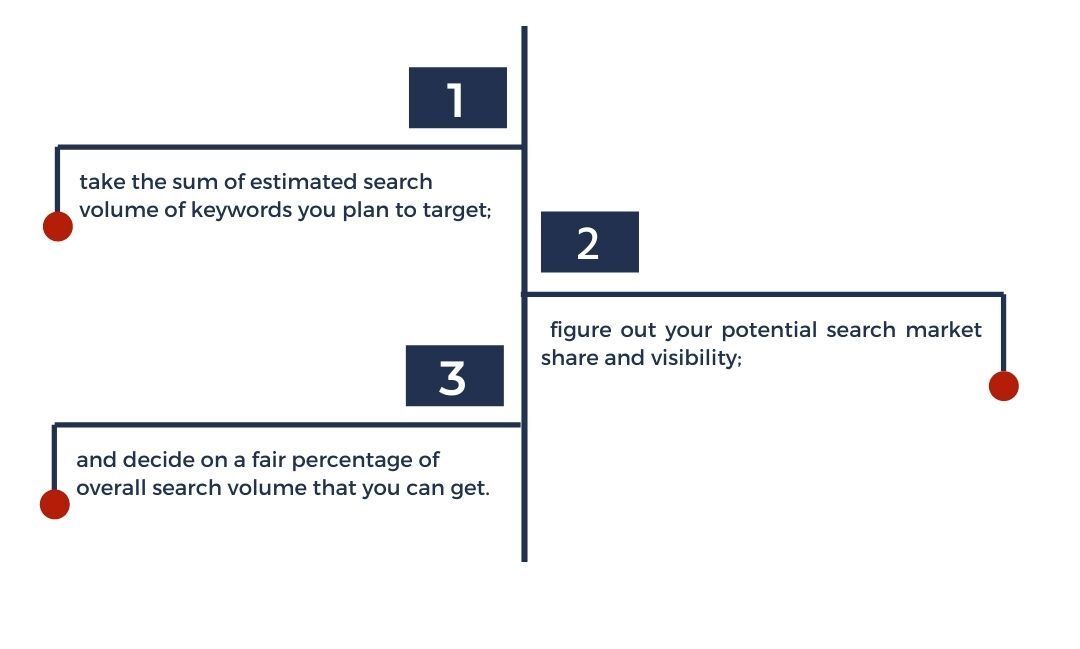 1
take the sum of estimated search
volume of keywords you plan to target;
2
figure out your potential search market
share and visibility;
3
and decide on a fair percentage of
overall search volume that you can get.